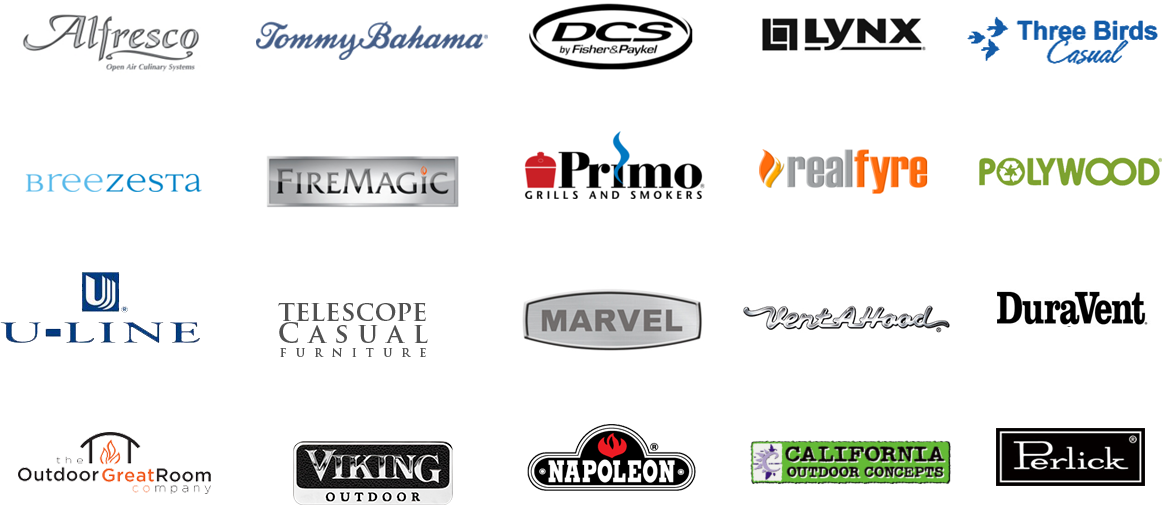 Alfresco
Open Air Culinary Systems
Tommy Bahama®
DCS
by Fisher&Paykel
LYNX
Three Birds
Casual
BreezeSTa
FIREMAGIC
Primo®
GRILLS AND SMOKERS
realfyre
POLYWOOD®
U®
U-LINE
TELESCOPE
CASUAL
FURNITURE
MARVEL
Vent A Hood®
DuraVent
the
OutdoorGreatRoom
company
VIKING
OUTDOOR
NAPOLEON®
CALIFORNIA
OUTDOOR CONCEPTS
Perlick®